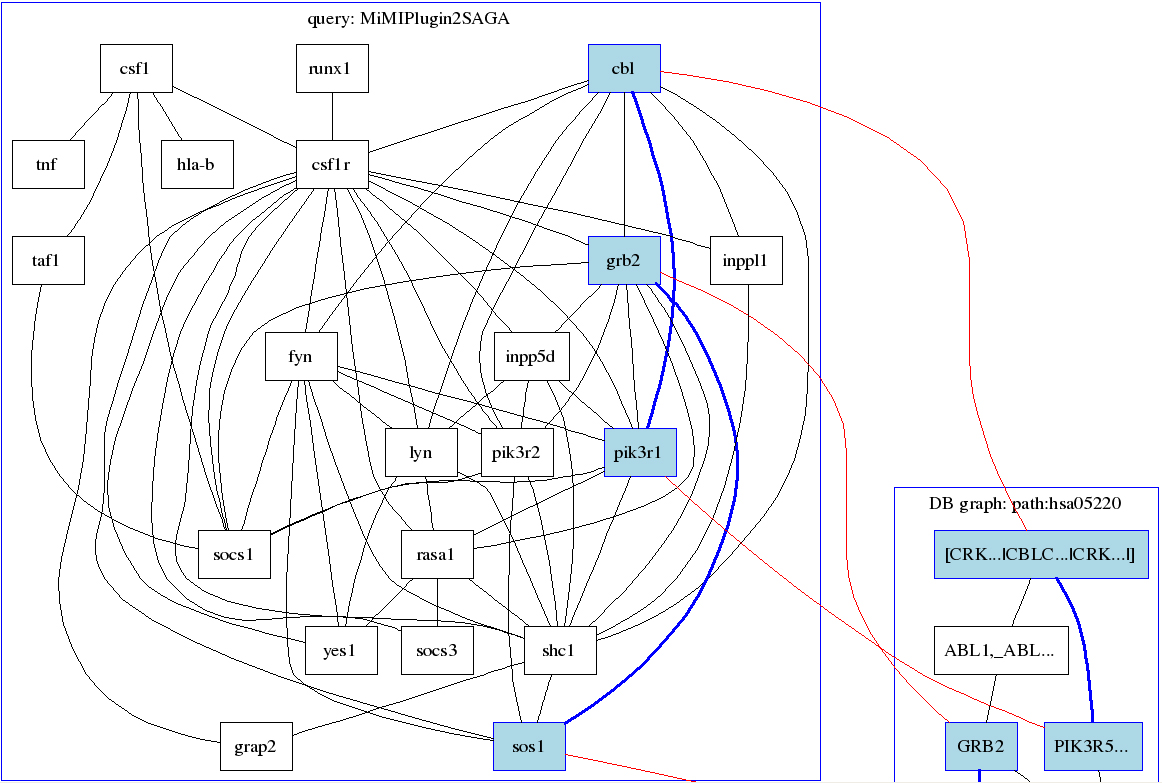 query: MiMIPlugin2SAGA
csf1
runx1
cbl
tnf
hla-b
csf1r
taf1
grb2
inppl1
fyn
inpp5d
lyn
pik3r2
pik3r1
DB graph: path:hsa05220
socs1
rasa1
[CRK...|CBLC...|CRK...|]
yes1
socs3
shc1
ABL1,_ABL...
grap2
sos1
GRB2
PIK3R5...